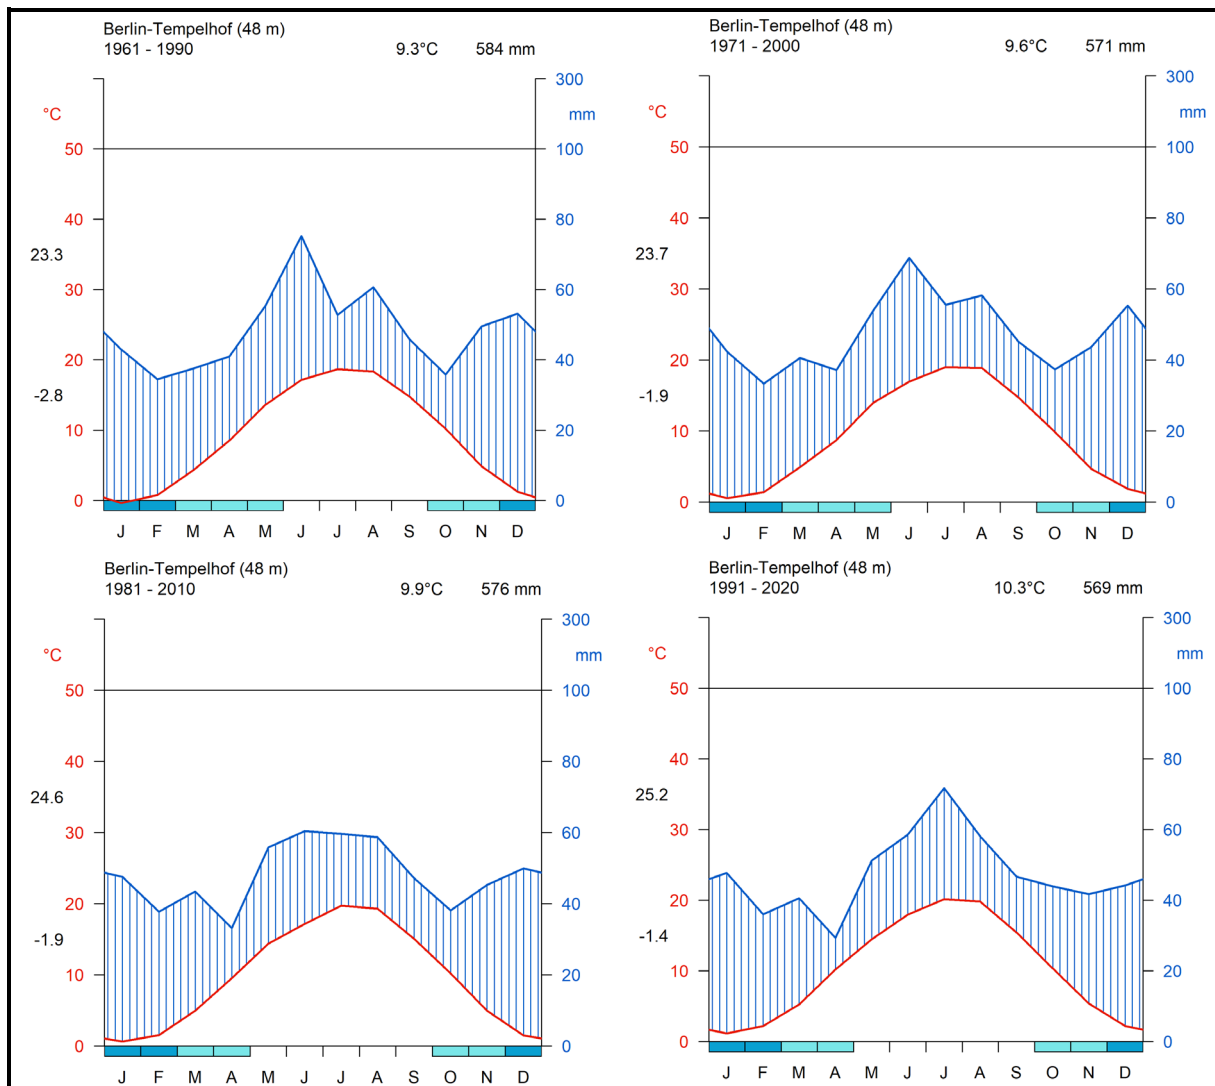 Berlin-Tempelhof (48 m)
1961 - 1990 9.3°C 584 mm
300
°C mm
50 100
40 80
23.3
30 60
20 40
-2.8
10 20
0 0
J F M A M J J A S O N D
Berlin-Tempelhof (48 m)
1971 - 2000 9.6°C 571 mm
300
°C mm
50 100
40 80
23.7
30 60
20 40
-1.9
10 20
0 0
J F M A M J J A S O N D
Berlin-Tempelhof (48 m)
1981 - 2010 9.9°C 576 mm
300
°C mm
50 100
40 80
24.6
30 60
20 40
-1.9
10 20
0 0
J F M A M J J A S O N D
Berlin-Tempelhof (48 m)
1991 - 2020 10.3°C 569 mm
300
°C mm
50 100
40 80
25.2
30 60
20 40
-1.4
10 20
0 0
J F M A M J J A S O N D